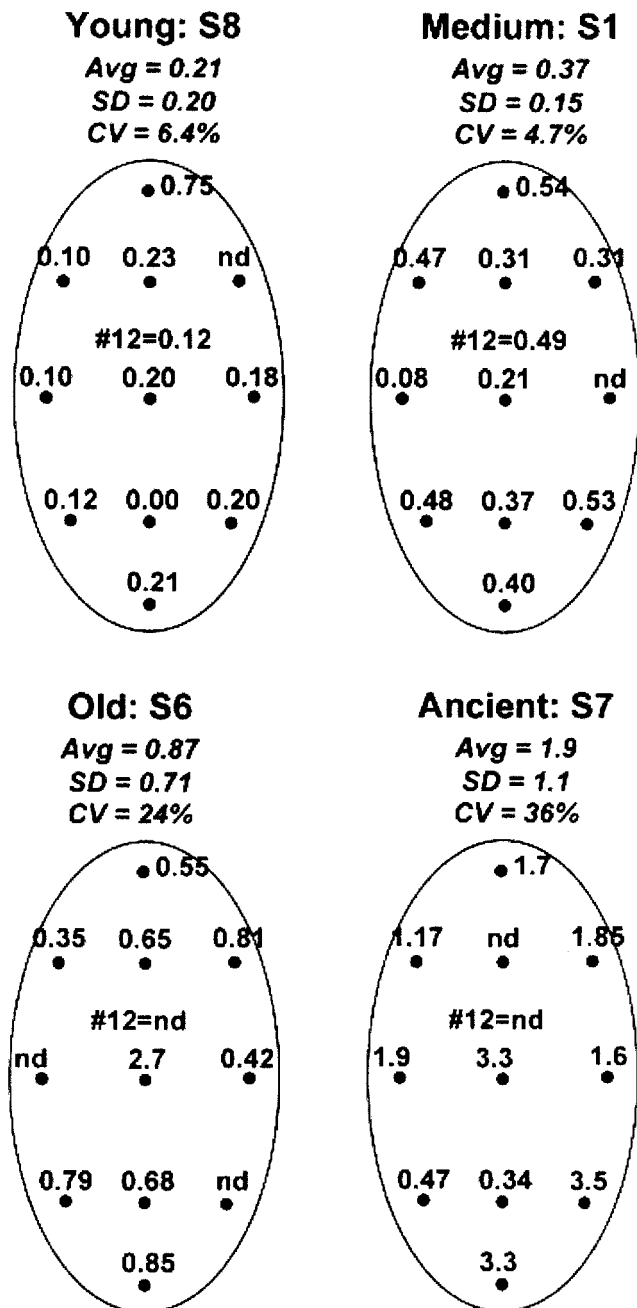 Young: S8
Avg = 0.21
SD = 0.20
CV = 6.4%
0.75
0.10 0.23 nd
#12=0.12
0.10 0.20 0.18
0.12 0.00 0.20
0.21
Medium: S1
Avg = 0.37
SD = 0.15
CV = 4.7%
0.54
0.47 0.31 0.31
#12=0.49
0.08 0.21 nd
0.48 0.37 0.53
0.40
Old: S6
Avg = 0.87
SD = 0.71
CV = 24%
0.55
0.35 0.65 0.81
#12=nd
nd 2.7 0.42
0.79 0.68 nd
0.85
Ancient: S7
Avg = 1.9
SD = 1.1
CV = 36%
1.7
1.17 nd 1.85
#12=nd
1.9 3.3 1.6
0.47 0.34 3.5
3.3